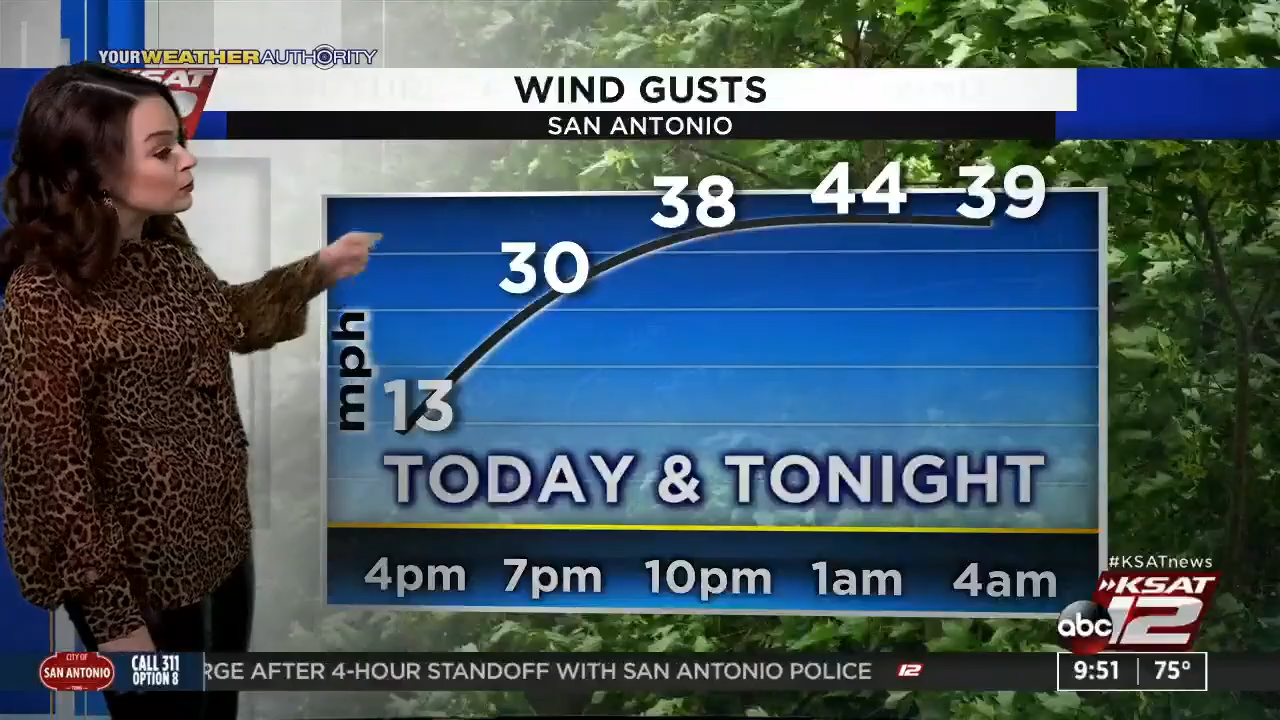 YOURWEATHERAUTHORITY
KSAT
WIND GUSTS
SAN ANTONIO
38
44
39
30
mph
13
TODAY & TONIGHT
4pm
7pm
10pm
1am
4am
#KSATnews
KSAT
abc
12
CITY OF
SAN ANTONIO
CALL 311
OPTION 8
RGE AFTER 4-HOUR STANDOFF WITH SAN ANTONIO POLICE
12
9:51
75°